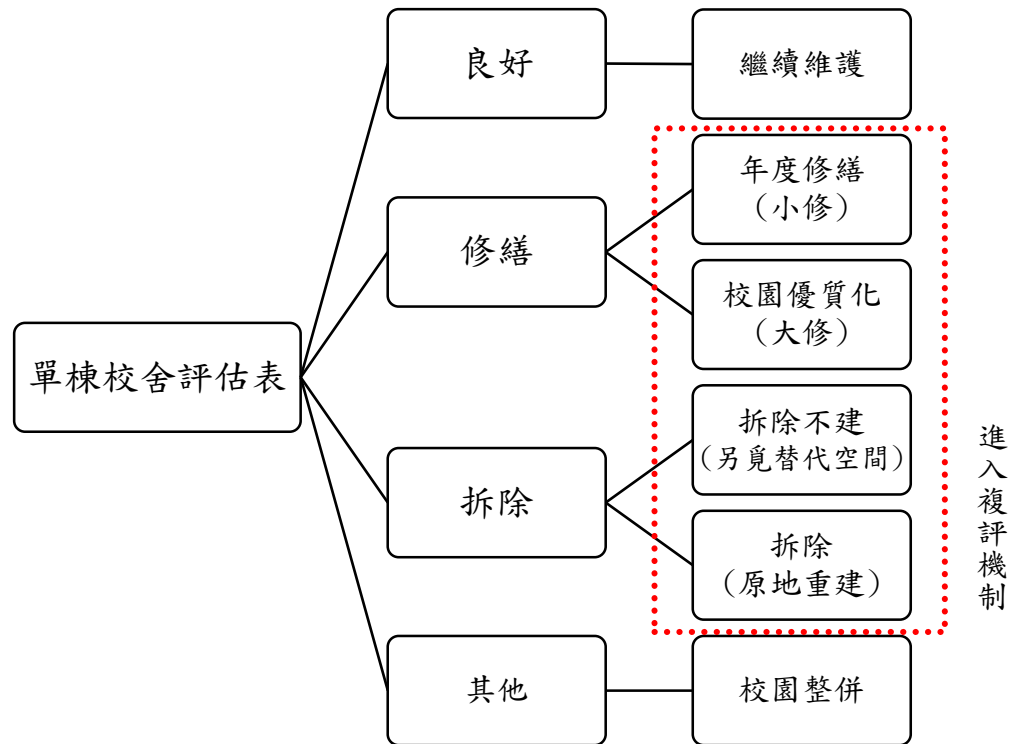 單棟校舍評估表
良好
繼續維護
修繕
年度修繕
（小修）
校園優質化
（大修）
拆除
拆除不建
（另覓替代空間）
拆除
（原地重建）
其他
校園整併
進入複評機制